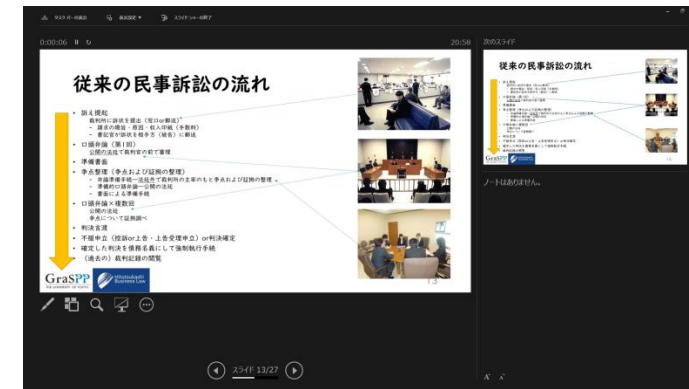 タスク バーの表示 表示設定 ▼ スライド ショーの終了
0:00:06
20:58
従来の民事訴訟の流れ
• 訴え提起
裁判所に訴状を提出（窓口or郵送）
- 請求の趣旨・原因・収入印紙（手数料）
- 書記官が訴状を相手方（被告）に郵送
• 口頭弁論（第1回）
公開の法廷で裁判官の前で審理
• 準備書面
• 争点整理（争点および証拠の整理）
- 弁論準備手続―法廷外で裁判所の主宰のもと争点および証拠の整理
- 準備的口頭弁論―公開の法廷
- 書面による準備手続
• 口頭弁論×複数回
公開の法廷
争点について証拠調べ
• 判決言渡
• 不服申立（控訴or上告・上告受理申立）or判決確定
• 確定した判決を債務名義にして強制執行手続
• （過去の）裁判記録の閲覧
GraSPP
THE UNIVERSITY OF TOKYO
Hitotsubashi
Business Law
13
スライド 13/27
次のスライド
従来の民事訴訟の流れ
GraSPP
ノートはありません。